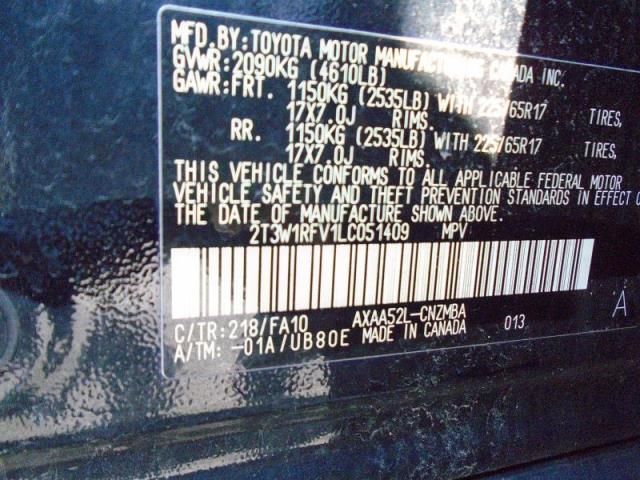 MFD.BY:TOYOTA MOTOR MANUFACTURING CANADA INC.
GVWR:2090KG (4610LB)
GAWR:FRT. 1150KG (2535LB) WITH 225/65R17 TIRES,
17X7.0J RIMS.
RR. 1150KG (2535LB) WITH 225/65R17 TIRES,
17X7.0J RIMS.
THIS VEHICLE CONFORMS TO ALL APPLICABLE FEDERAL MOTOR
VEHICLE SAFETY AND THEFT PREVENTION STANDARDS IN EFFECT
THE DATE OF MANUFACTURE SHOWN ABOVE.
2T3W1RFV1LC051409 MPV
C/TR:218/FA10 AXAA52L-CNZMBA 013 A
A/TM: -01A/UB80E MADE IN CANADA